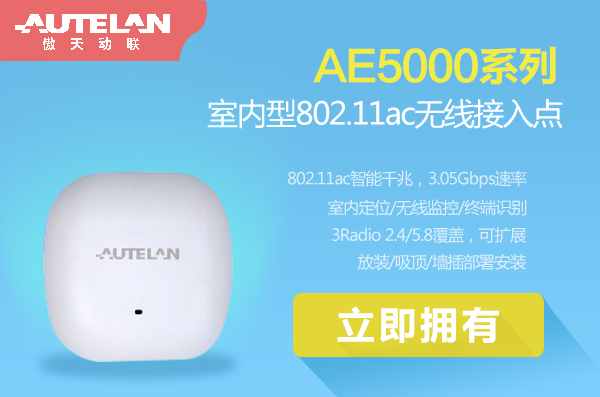 AUTELAN
傲天动联
AE5000系列
室内型802.11ac无线接入点
802.11ac智能千兆，3.05Gbps速率
室内定位/无线监控/终端识别
3Radio 2.4/5.8覆盖，可扩展
放装/吸顶/墙插部署安装
AUTELAN
立即拥有